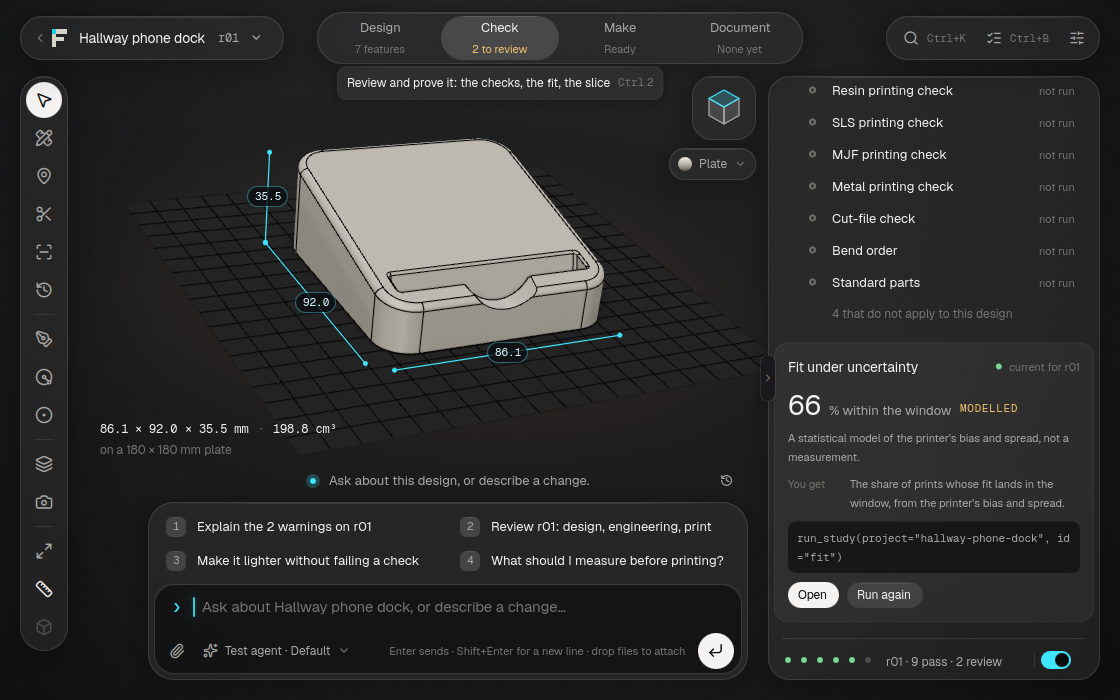 Hallway phone dock r01
Design
7 features
Check
2 to review
Make
Ready
Document
None yet
Ctrl+K
Ctrl+B
Review and prove it: the checks, the fit, the slice Ctrl 2
Plate
35.5
92.0
86.1
86.1 × 92.0 × 35.5 mm · 198.8 cm³
on a 180 × 180 mm plate
Ask about this design, or describe a change.
1 Explain the 2 warnings on r01
2 Review r01: design, engineering, print
3 Make it lighter without failing a check
4 What should I measure before printing?
Ask about Hallway phone dock, or describe a change…
Test agent · Default
Enter sends · Shift+Enter for a new line · drop files to attach
Resin printing check not run
SLS printing check not run
MJF printing check not run
Metal printing check not run
Cut-file check not run
Bend order not run
Standard parts not run
4 that do not apply to this design
Fit under uncertainty current for r01
66 % within the window MODELLED
A statistical model of the printer's bias and spread, not a
measurement.
You get The share of prints whose fit lands in the
window, from the printer's bias and spread.
run_study(project="hallway-phone-dock", id
="fit")
Open Run again
r01 · 9 pass · 2 review